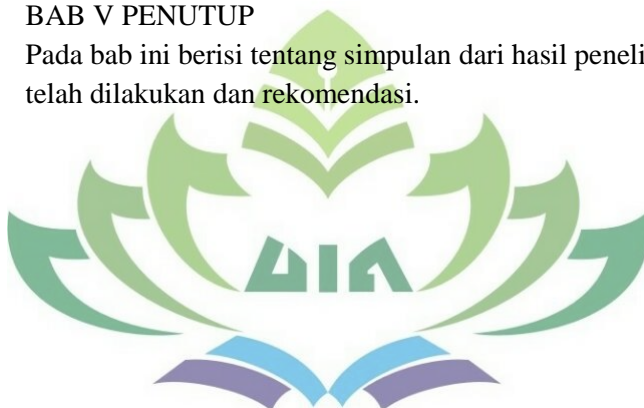 BAB V PENUTUP
Pada bab ini berisi tentang simpulan dari hasil peneli
telah dilakukan dan rekomendasi.